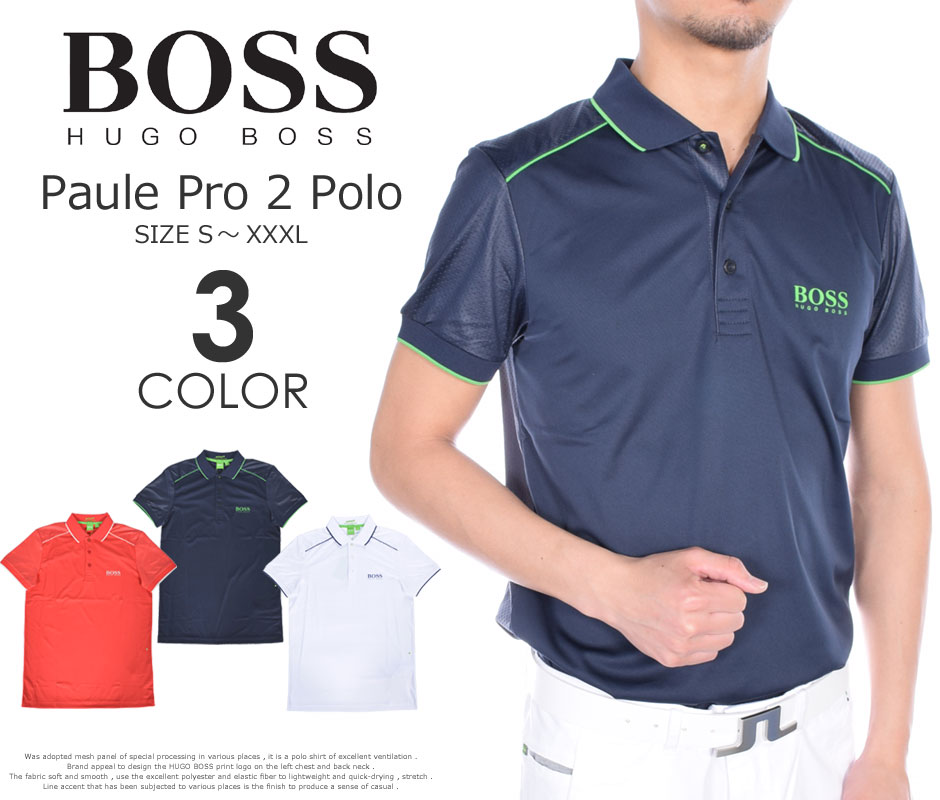 BOSS
HUGO BOSS
Paule Pro 2 Polo
SIZE S～XXXL
3
COLOR
BOSS
HUGO BOSS
BOSS
BOSS
BOSS
Was adopted mesh panel of special processing in various places , it is a polo shirt of excellent ventilation .
Brand appeal to design the HUGO BOSS print logo on the left chest and back neck .
The fabric soft and smooth , use the excellent polyester and elastic fiber to lightweight and quick-drying , stretch .
Line accent that has been subjected to various places is the finish to produce a sense of casual .